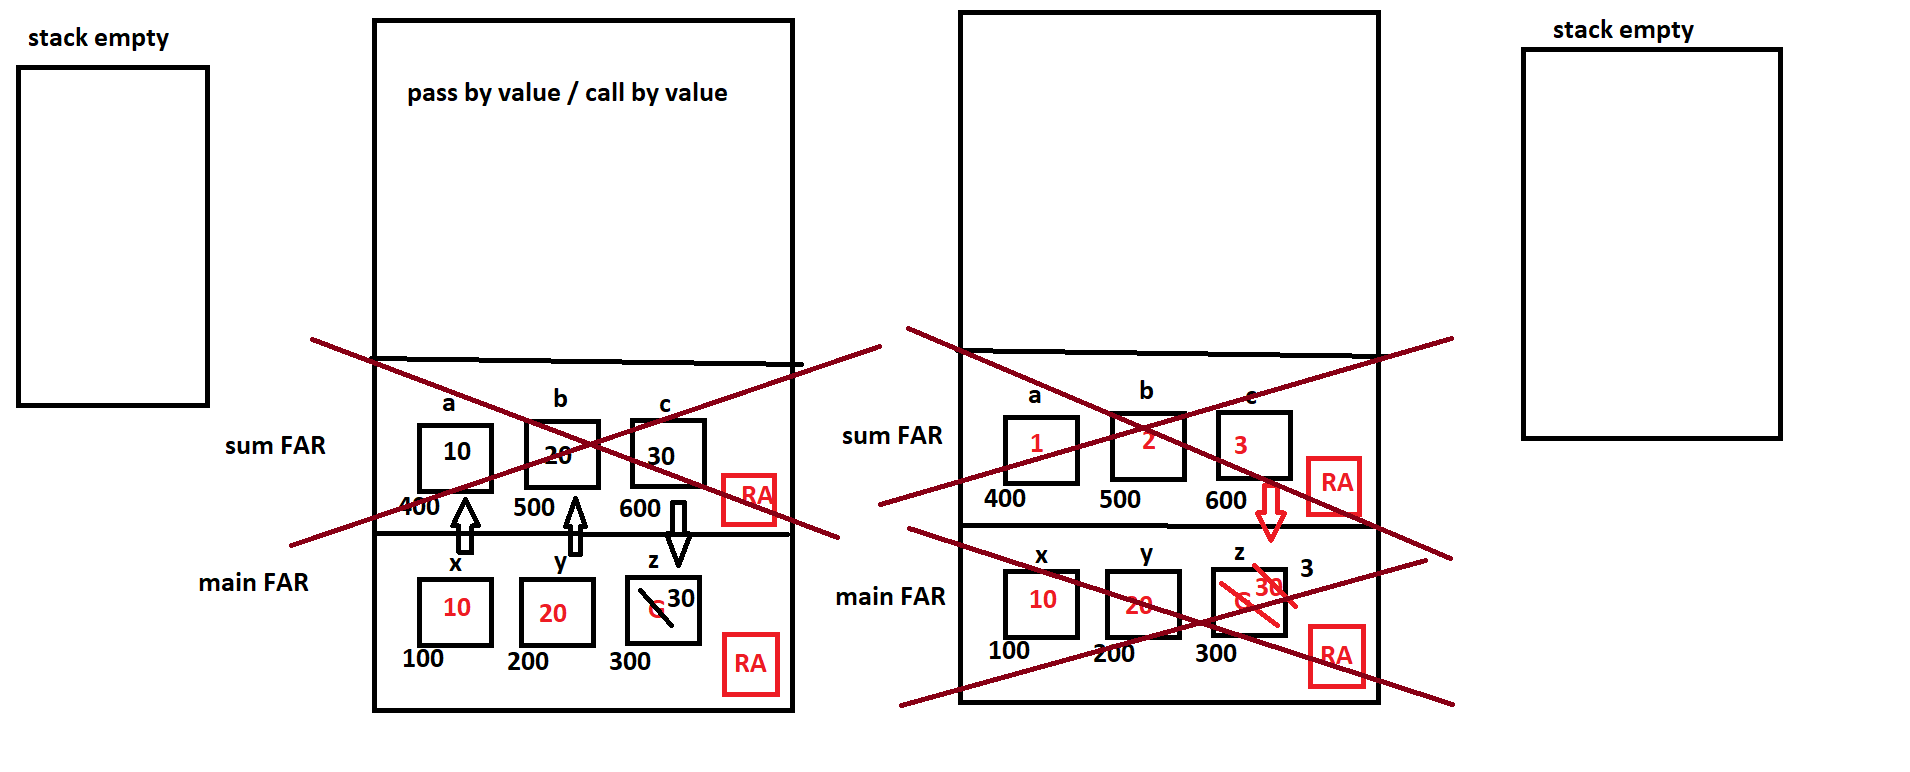 stack empty
pass by value / call by value
a b c
sum FAR
10 20 30
RA
400 500 600
x y z
main FAR
10 20 G 30
RA
100 200 300
a b c
sum FAR
1 2 3
RA
400 500 600
x y z
main FAR
10 20 G 30 3
RA
100 200 300
stack empty